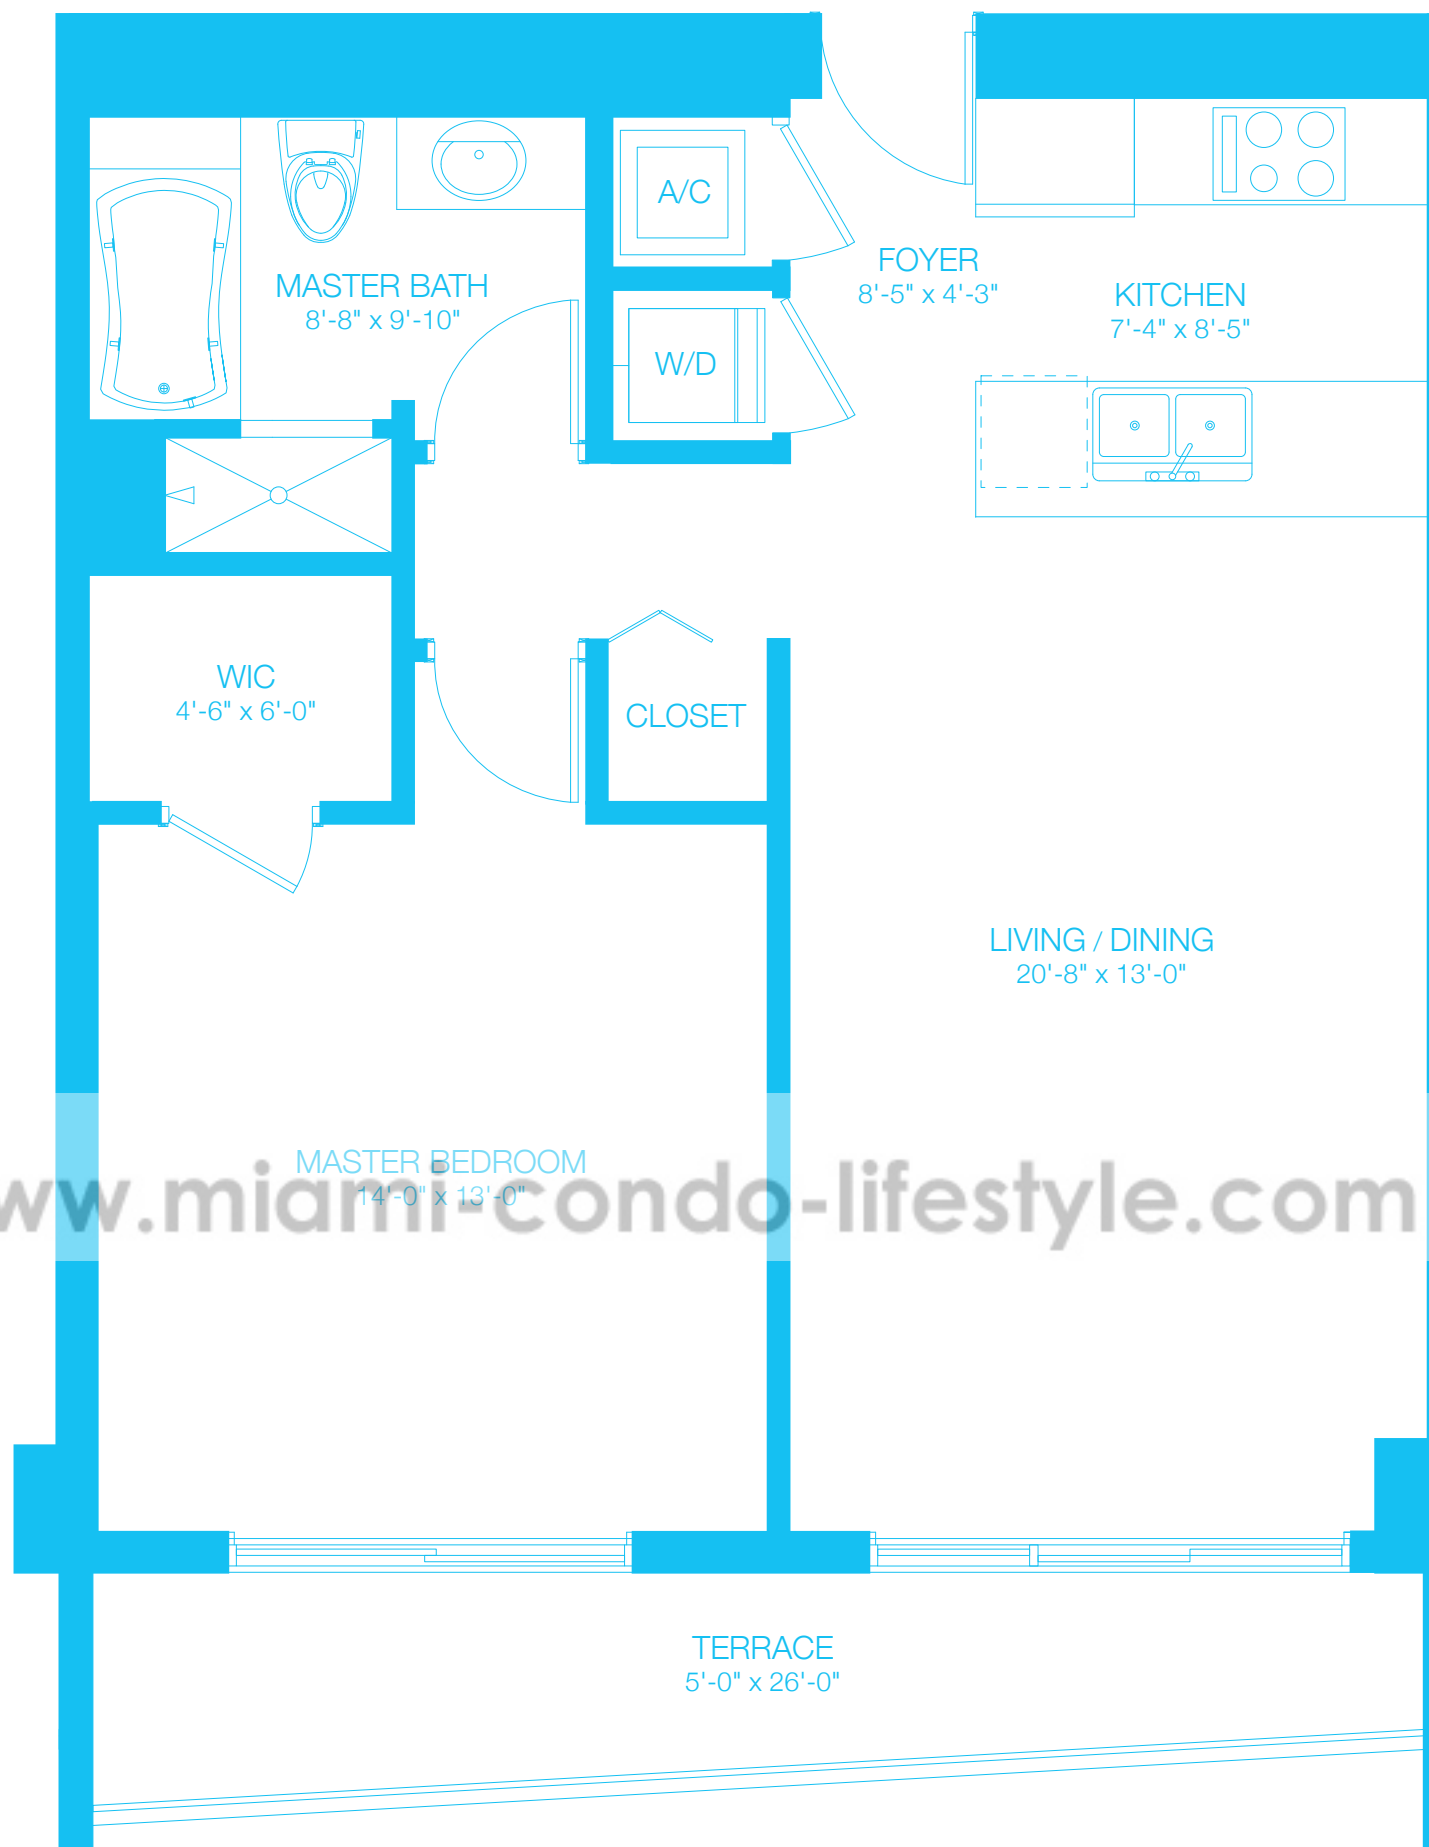 A/C
FOYER
8'-5" x 4'-3"
MASTER BATH
8'-8" x 9'-10"
KITCHEN
7'-4" x 8'-5"
W/D
WIC
4'-6" x 6'-0"
CLOSET
LIVING / DINING
20'-8" x 13'-0"
MASTER BEDROOM
14'-0" x 13'-0"
ww.miami-condo-lifestyle.com
TERRACE
5'-0" x 26'-0"